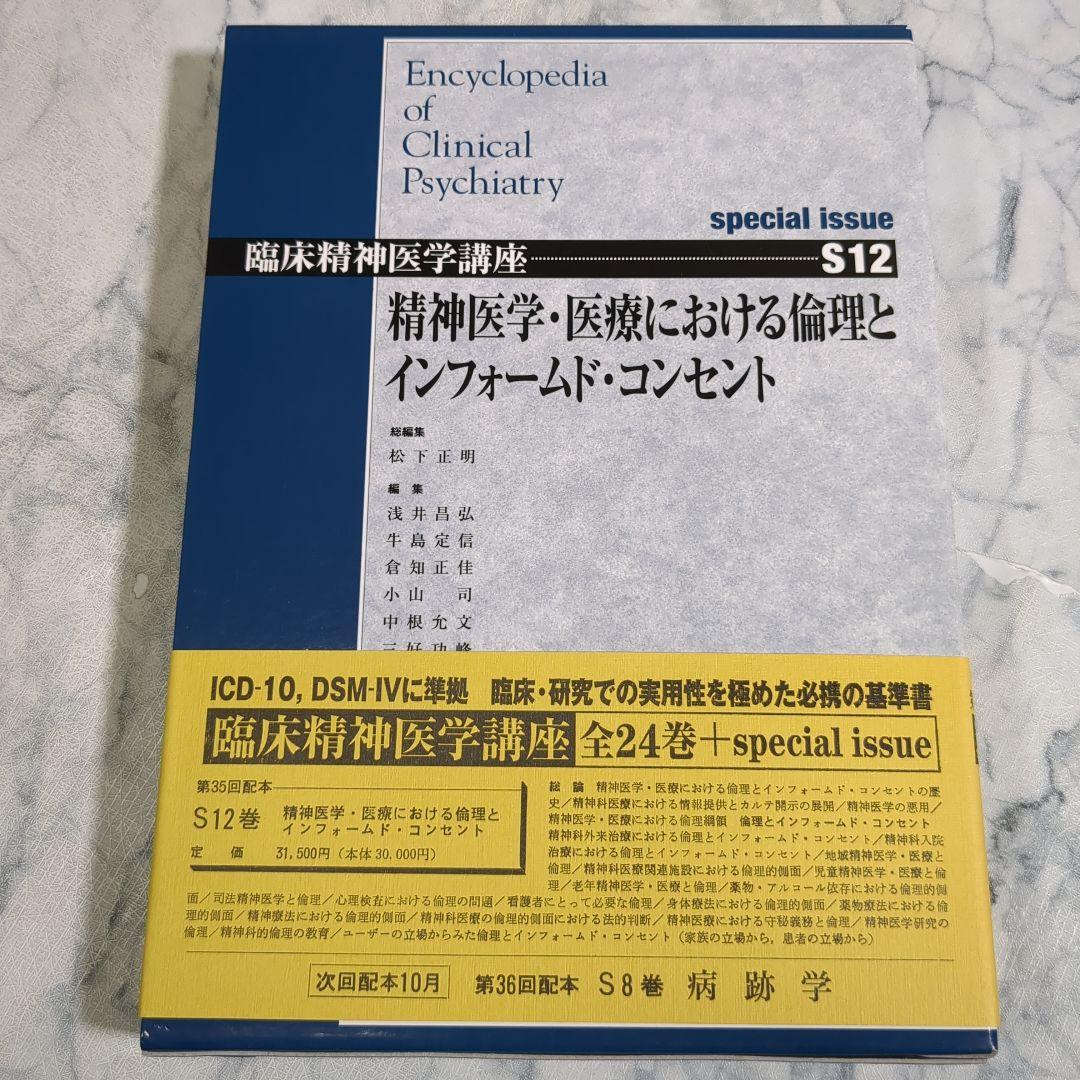 Encyclopedia
of
Clinical
Psychiatry
special issue
臨床精神医学講座 S12
精神医学・医療における倫理と
インフォームド・コンセント
総編集
松下正明
編集
浅井昌弘
牛島定信
倉知正佳
小山 司
中根允文
三好功峰
ICD-10, DSM-IVに準拠 臨床・研究での実用性を極めた必携の基準書
臨床精神医学講座 全24巻+special issue
第35回配本
S12巻 精神医学・医療における倫理と
インフォームド・コンセント
定価 31,500円(本体30,000円)
総論 精神医学・医療における倫理とインフォームド・コンセントの歴
史/精神科医療における情報提供とカルテ開示の展開/精神医学の悪用/
精神医学・医療における倫理綱領 倫理とインフォームド・コンセント
精神科外来治療における倫理とインフォームド・コンセント/精神科入院
治療における倫理とインフォームド・コンセント/地域精神医学・医療と
倫理/精神科医療関連施設における倫理的側面/児童精神医学・医療と倫
理/老年精神医学・医療と倫理/薬物・アルコール依存における倫理的側
面/司法精神医学と倫理/心理検査における倫理の問題/看護者にとって必要な倫理/身体療法における倫理的側面/薬物療法における倫
理的側面/精神療法における倫理的側面/精神科医療の倫理的側面における法的判断/精神医療における守秘義務と倫理/精神医学研究の
倫理/精神科的倫理の教育/ユーザーの立場からみた倫理とインフォームド・コンセント(家族の立場から,患者の立場から)
次回配本10月 第36回配本 S8巻 病跡学